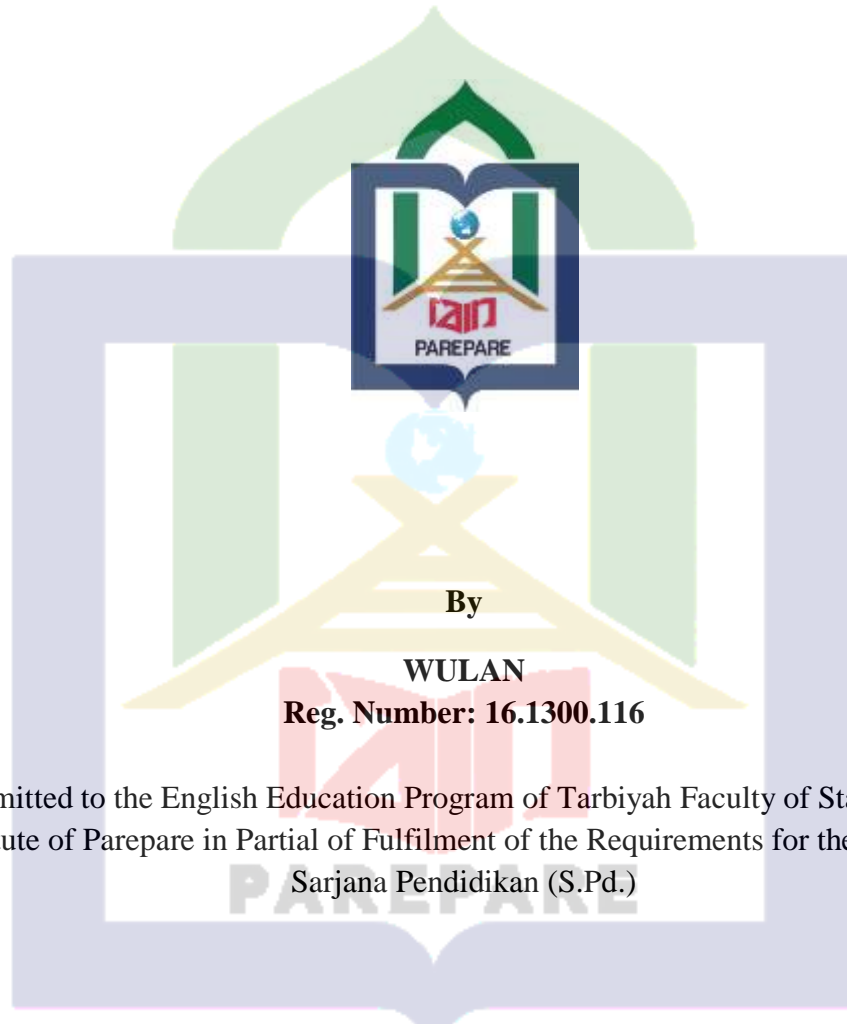 PAREPARE
By
WULAN
Reg. Number: 16.1300.116
mitted to the English Education Program of Tarbiyah Faculty of Sta
ute of Parepare in Partial of Fulfilment of the Requirements for the
Sarjana Pendidikan (S.Pd.)
PAREPARE